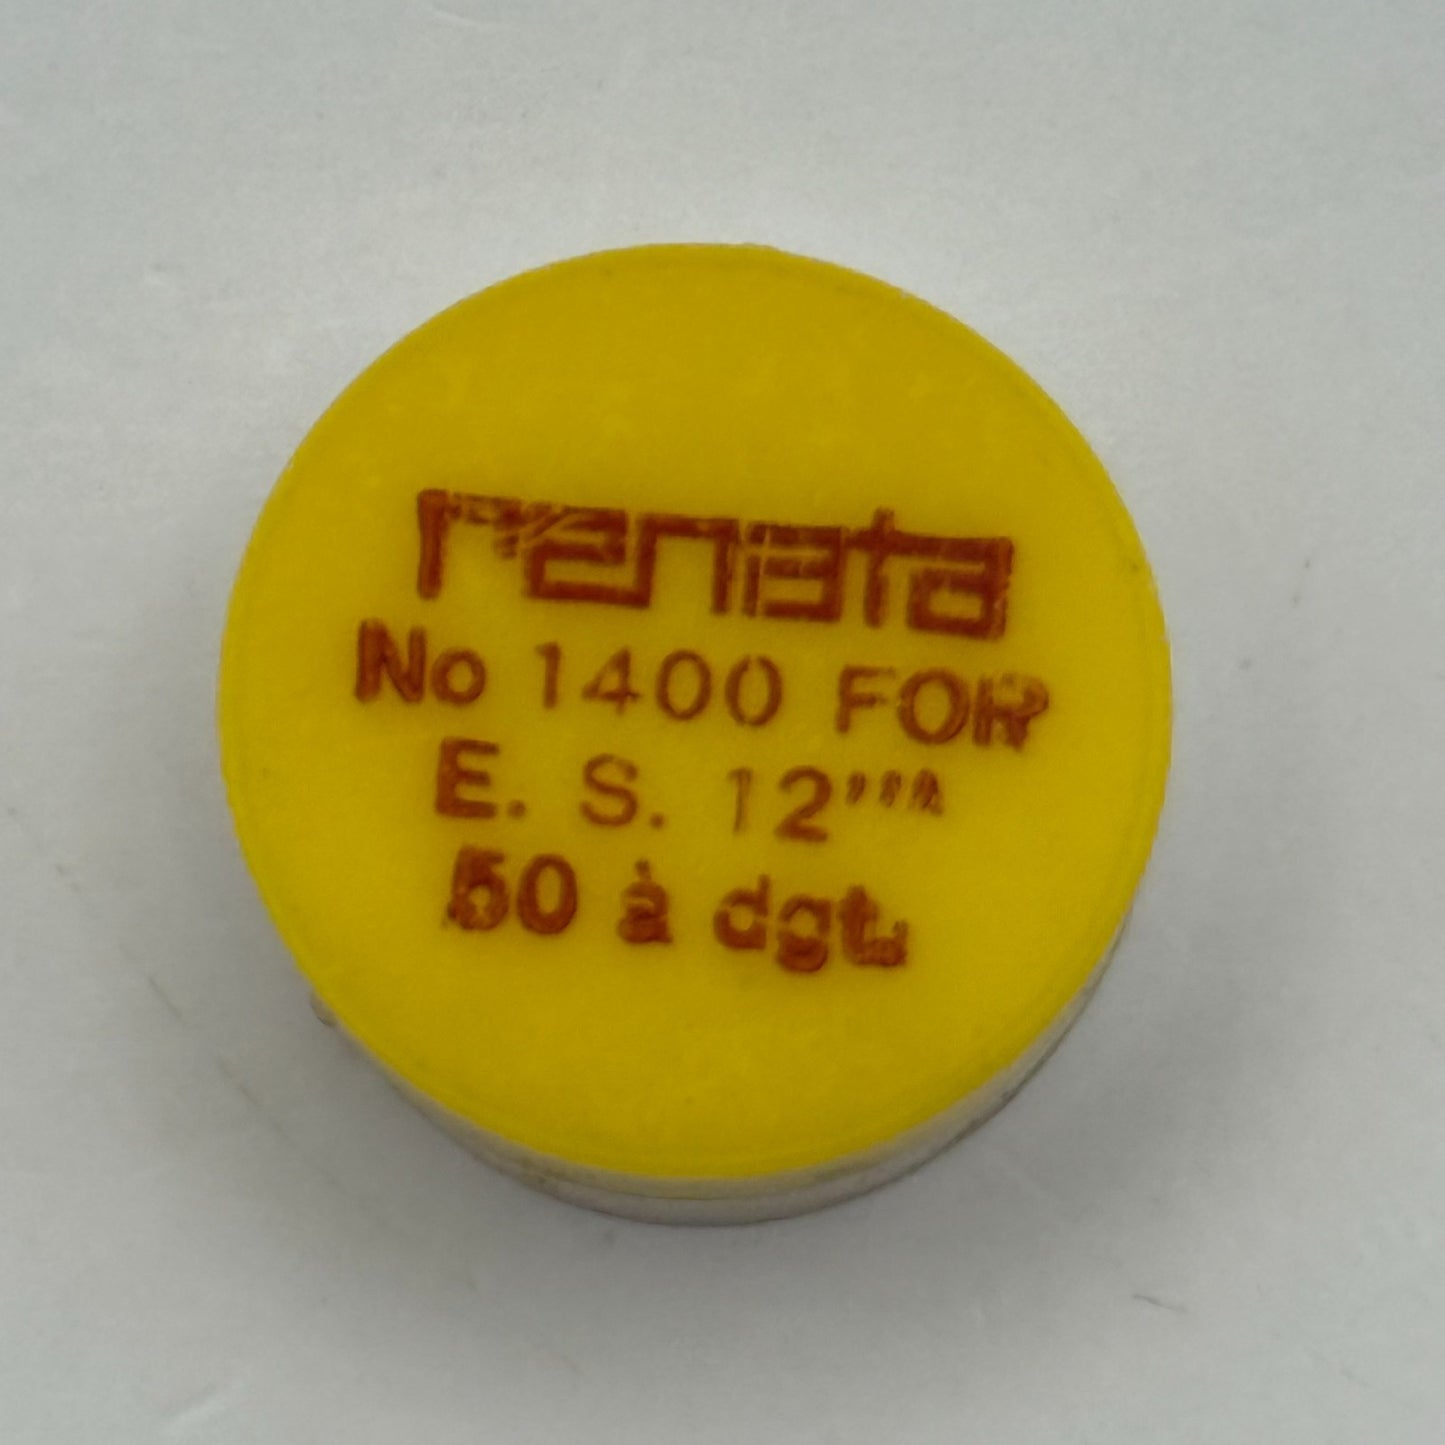 renata
No 1400 FOR
E. S. 12'''
50 à dgt.